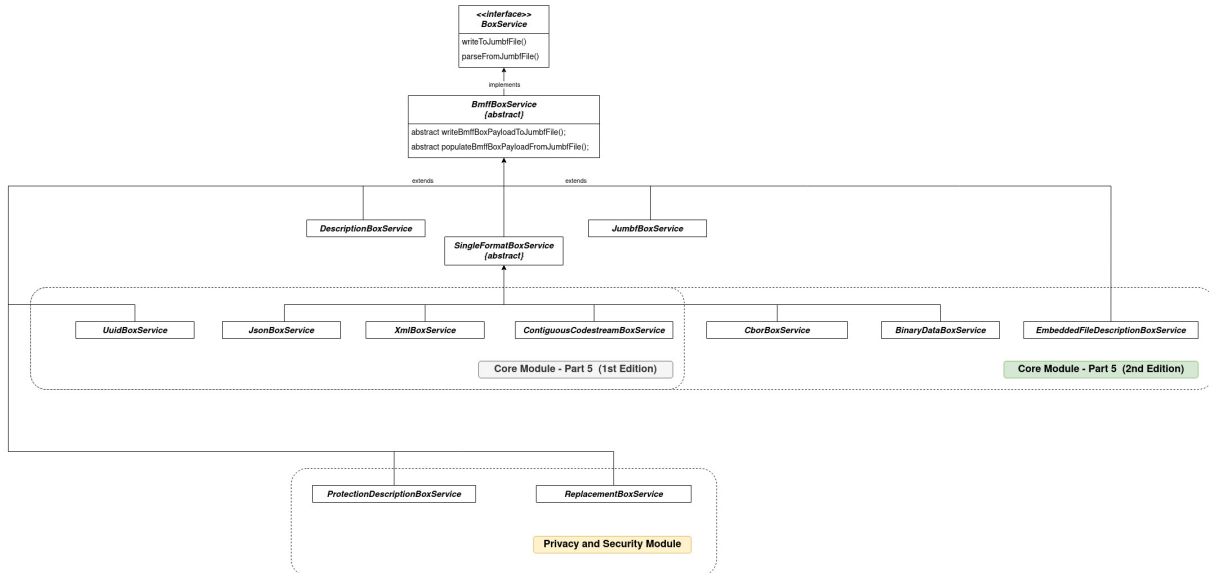 <<interface>>
BoxService
writeToJumbfFile()
parseFromJumbfFile()
implements
BmffBoxService
{abstract}
abstract writeBmffBoxPayloadToJumbfFile();
abstract populateBmffBoxPayloadFromJumbfFile();
extends
extends
DescriptionBoxService
JumbfBoxService
SingleFormatBoxService
{abstract}
UuidBoxService
JsonBoxService
XmlBoxService
ContiguousCodestreamBoxService
CborBoxService
BinaryDataBoxService
EmbeddedFileDescriptionBoxService
Core Module - Part 5 (1st Edition)
Core Module - Part 5 (2nd Edition)
ProtectionDescriptionBoxService
ReplacementBoxService
Privacy and Security Module